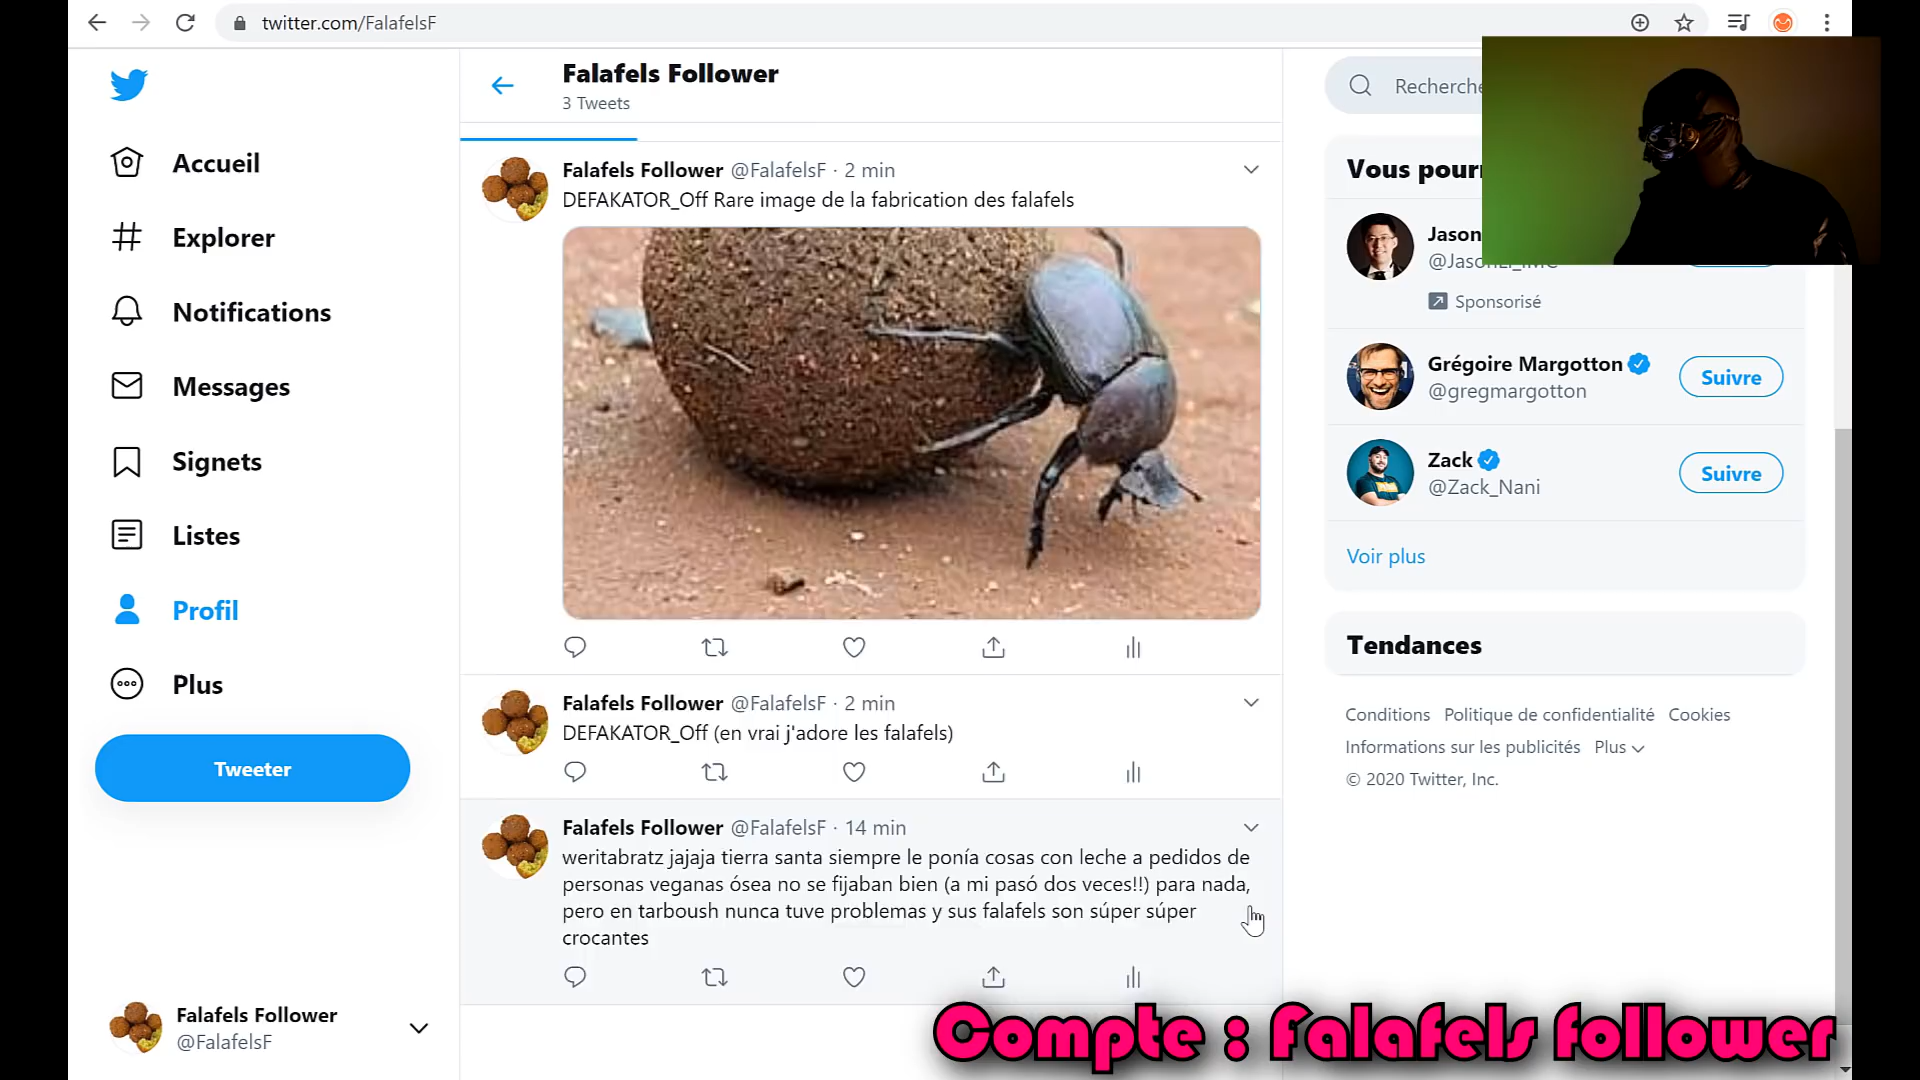 twitter.com/FalafelsF
Falafels Follower
3 Tweets
Accueil
Explorer
Notifications
Messages
Signets
Listes
Profil
Plus
Tweeter
Falafels Follower
@FalafelsF
Falafels Follower @FalafelsF · 2 min
DEFAKATOR_Off Rare image de la fabrication des falafels
Falafels Follower @FalafelsF · 2 min
DEFAKATOR_Off (en vrai j'adore les falafels)
Falafels Follower @FalafelsF · 14 min
weritabratz jajaja tierra santa siempre le ponía cosas con leche a pedidos de
personas veganas ósea no se fijaban bien (a mi pasó dos veces!!) para nada,
pero en tarboush nunca tuve problemas y sus falafels son súper súper
crocantes
Vous
Jason
Sponsorisé
Grégoire Margotton
@gregmargotton
Suivre
Zack
@Zack_Nani
Suivre
Voir plus
Tendances
Conditions Politique de confidentialité Cookies
Informations sur les publicités Plus
© 2020 Twitter, Inc.
Compte : Falafels follower